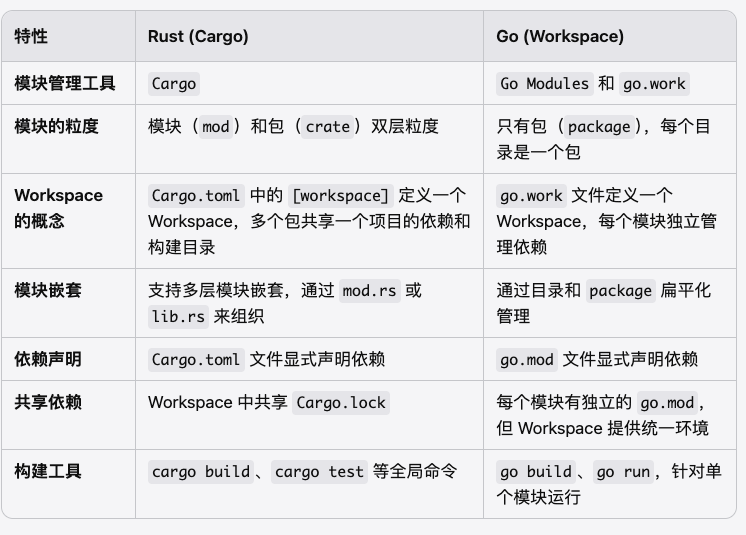 特性 Rust (Cargo) Go (Workspace)
模块管理工具 Cargo Go Modules 和 go.work
模块的粒度 模块（mod）和包（crate）双层粒度 只有包（package），每个目
录是一个包
Workspace Cargo.toml 中的 [workspace] 定义一个 go.work 文件定义一个
的概念 Workspace，多个包共享一个项目的依赖和 Workspace，每个模块独立管
构建目录 理依赖
模块嵌套 支持多层模块嵌套，通过 mod.rs 或 通过目录和 package 扁平化
lib.rs 来组织 管理
依赖声明 Cargo.toml 文件显式声明依赖 go.mod 文件显式声明依赖
共享依赖 Workspace 中共享 Cargo.lock 每个模块有独立的 go.mod，
但 Workspace 提供统一环境
构建工具 cargo build、cargo test 等全局命令 go build、go run，针对单
个模块运行